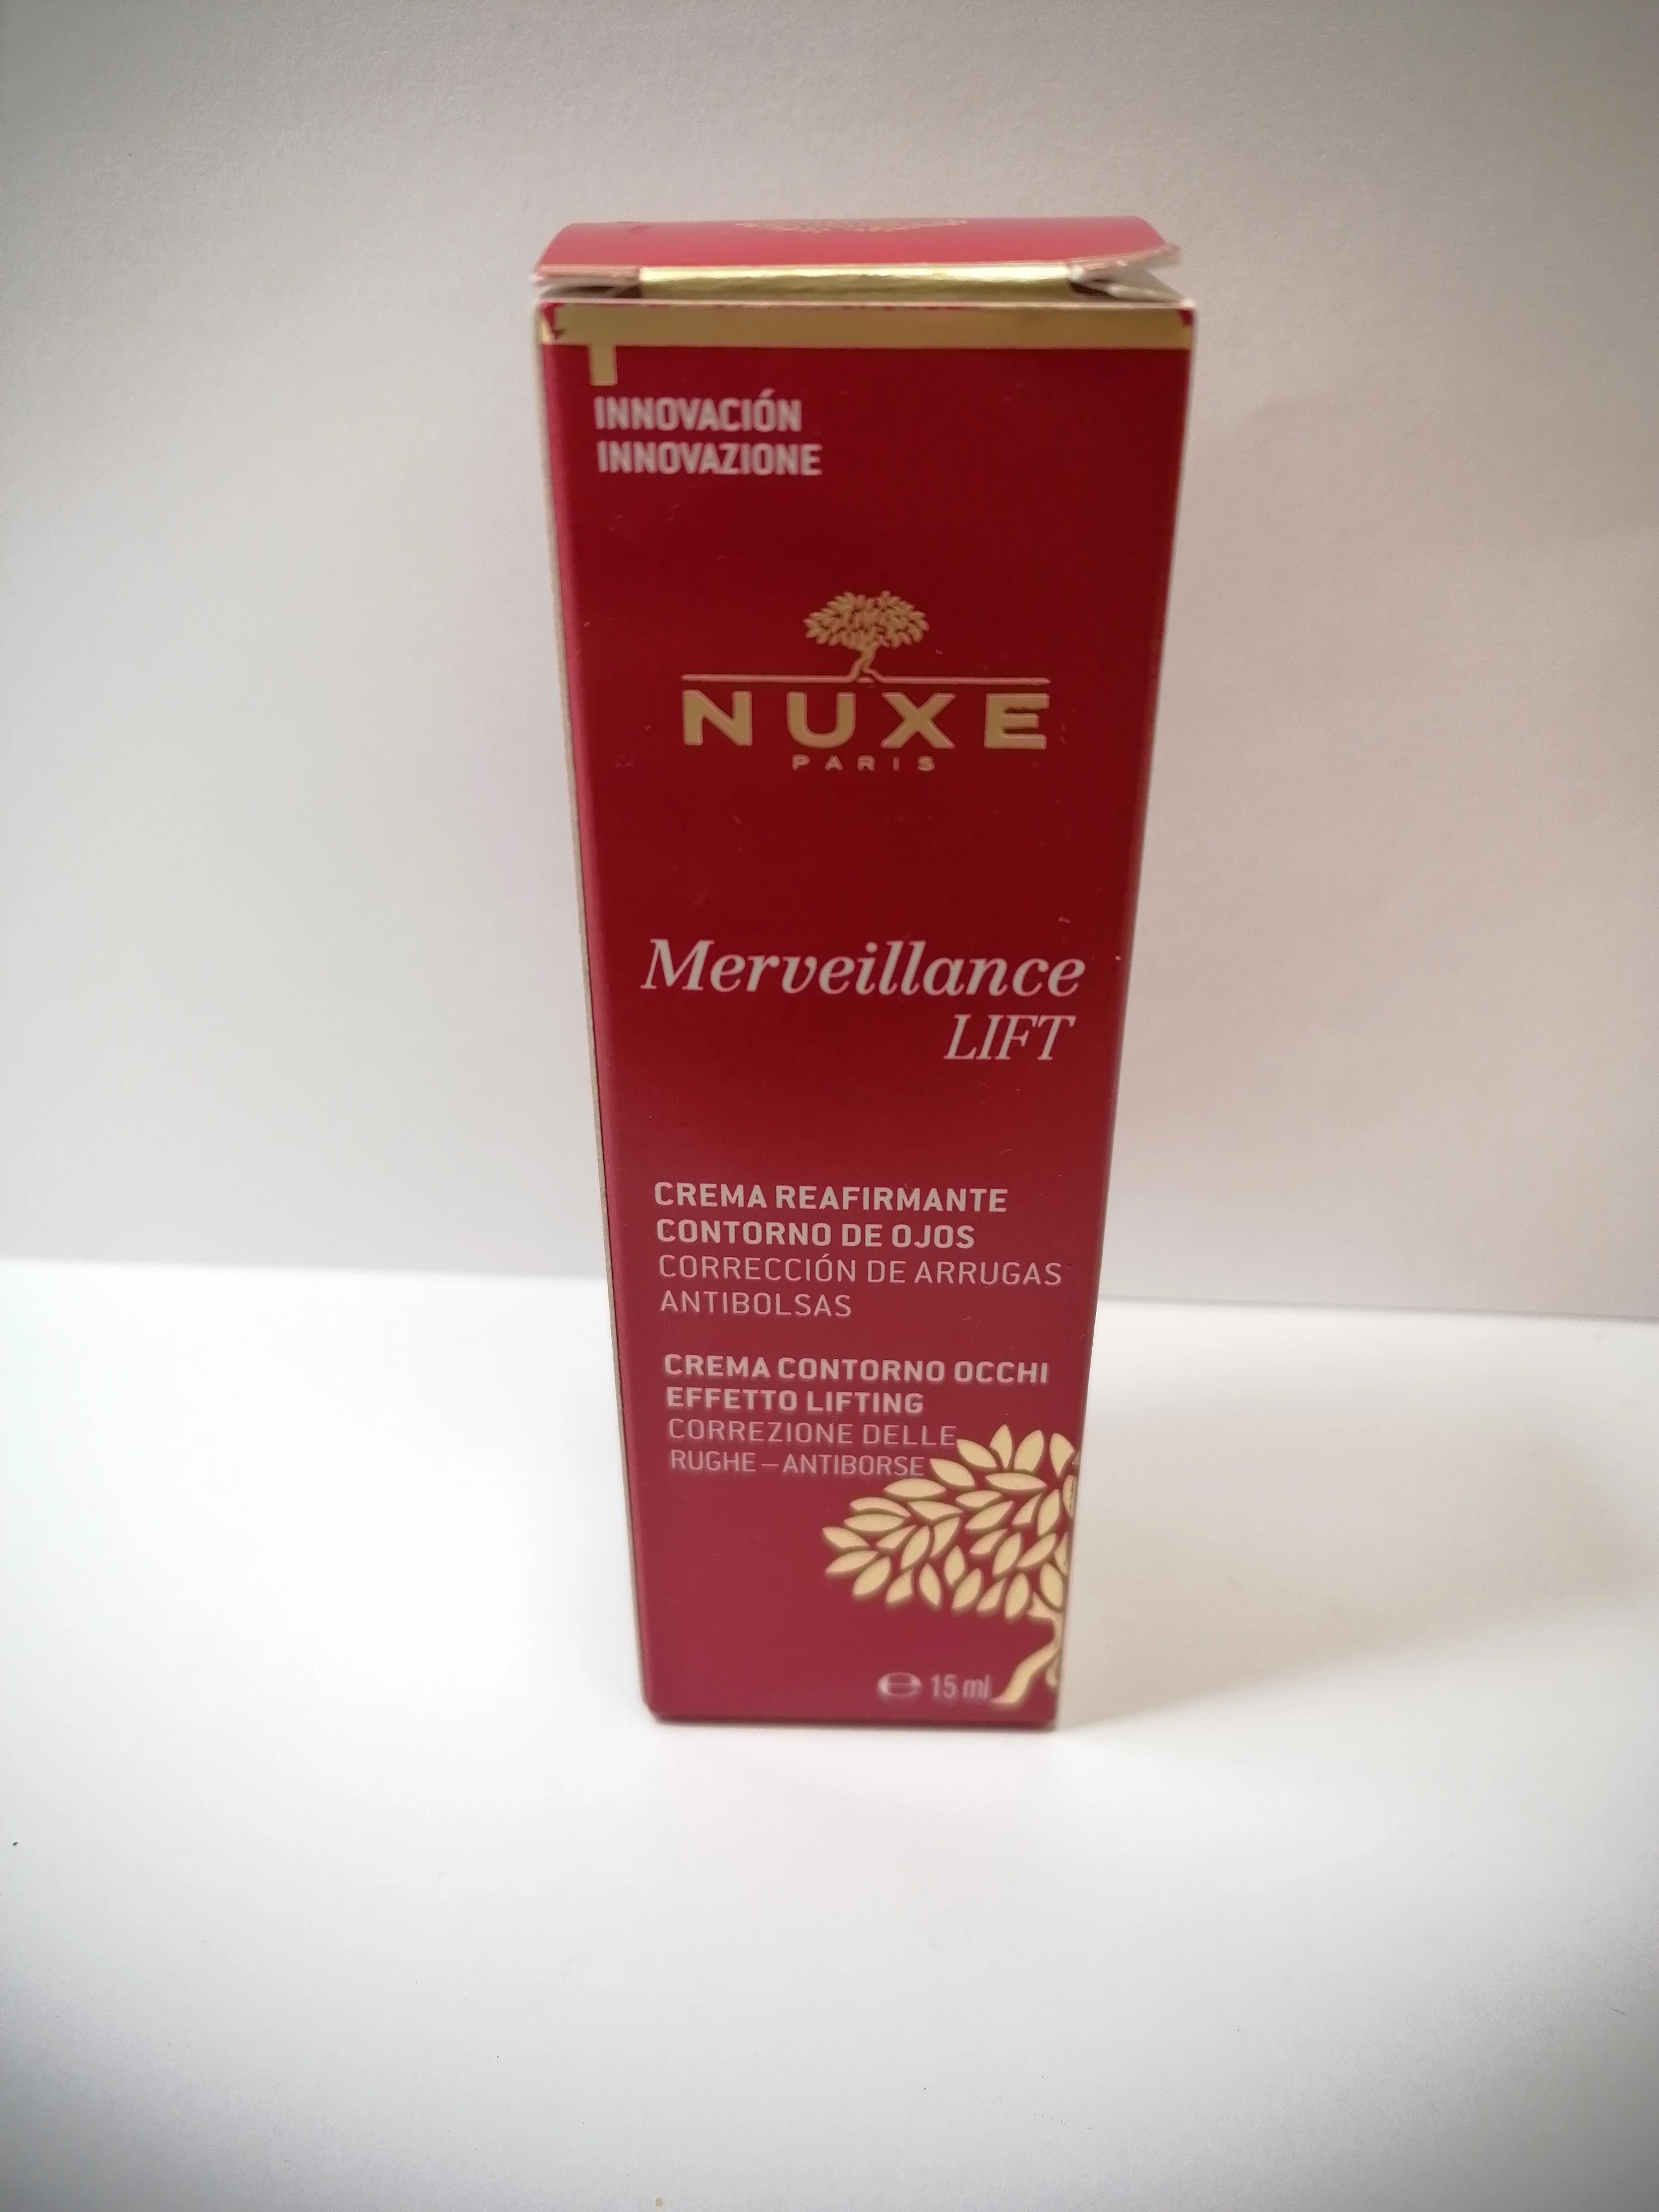 INNOVACIÓN
INNOVAZIONE
NUXE
PARIS
Merveillance
LIFT
CREMA REAFIRMANTE
CONTORNO DE OJOS
CORRECCIÓN DE ARRUGAS
ANTIBOLSAS
CREMA CONTORNO OCCHI
EFFETTO LIFTING
CORREZIONE DELLE
RUGHE – ANTIBORSE
℮ 15 ml